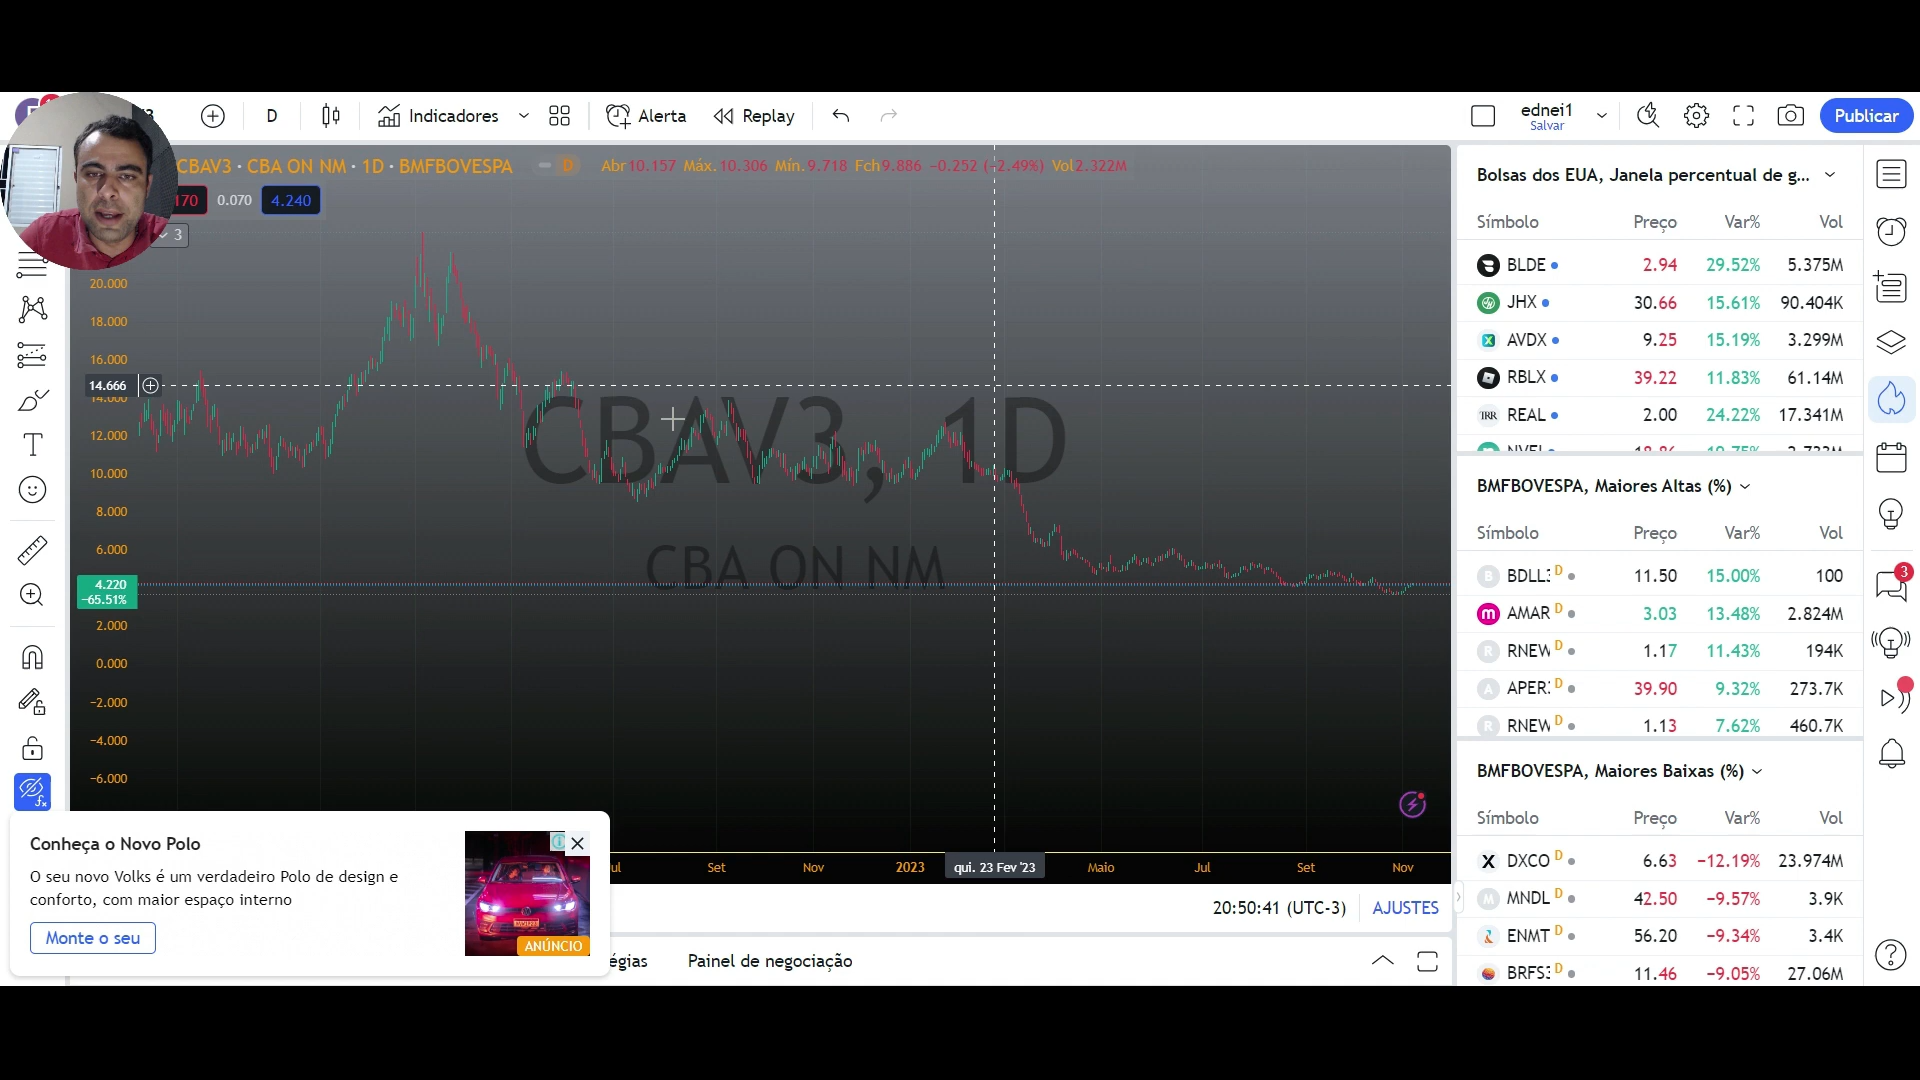 D
Indicadores
Alerta
Replay
ednei1
Salvar
Publicar
CBAV3 · CBA ON NM · 1D · BMFBOVESPA
D
Abr10.157 Máx.10.306 Mín.9.718 Fch9.886 −0.252 (−2.49%) Vol2.322M
0.070
4.240
3
20.000
18.000
16.000
14.666
14.000
12.000
10.000
8.000
6.000
4.220
−65.51%
2.000
0.000
−2.000
−4.000
−6.000
CBAV3, 1D
CBA ON NM
Set
Nov
2023
qui. 23 Fev '23
Maio
Jul
Set
Nov
20:50:41 (UTC-3)
AJUSTES
Painel de negociação
Conheça o Novo Polo
O seu novo Volks é um verdadeiro Polo de design e
conforto, com maior espaço interno
Monte o seu
ANÚNCIO
Bolsas dos EUA, Janela percentual de g...
Símbolo Preço Var% Vol
BLDE 2.94 29.52% 5.375M
JHX 30.66 15.61% 90.404K
AVDX 9.25 15.19% 3.299M
RBLX 39.22 11.83% 61.14M
REAL 2.00 24.22% 17.341M
BMFBOVESPA, Maiores Altas (%)
Símbolo Preço Var% Vol
BDLL3 D 11.50 15.00% 100
AMAR D 3.03 13.48% 2.824M
RNEW D 1.17 11.43% 194K
APER3 D 39.90 9.32% 273.7K
RNEW D 1.13 7.62% 460.7K
BMFBOVESPA, Maiores Baixas (%)
Símbolo Preço Var% Vol
DXCO D 6.63 −12.19% 23.974M
MNDL D 42.50 −9.57% 3.9K
ENMT D 56.20 −9.34% 3.4K
BRFS3 D 11.46 −9.05% 27.06M
3